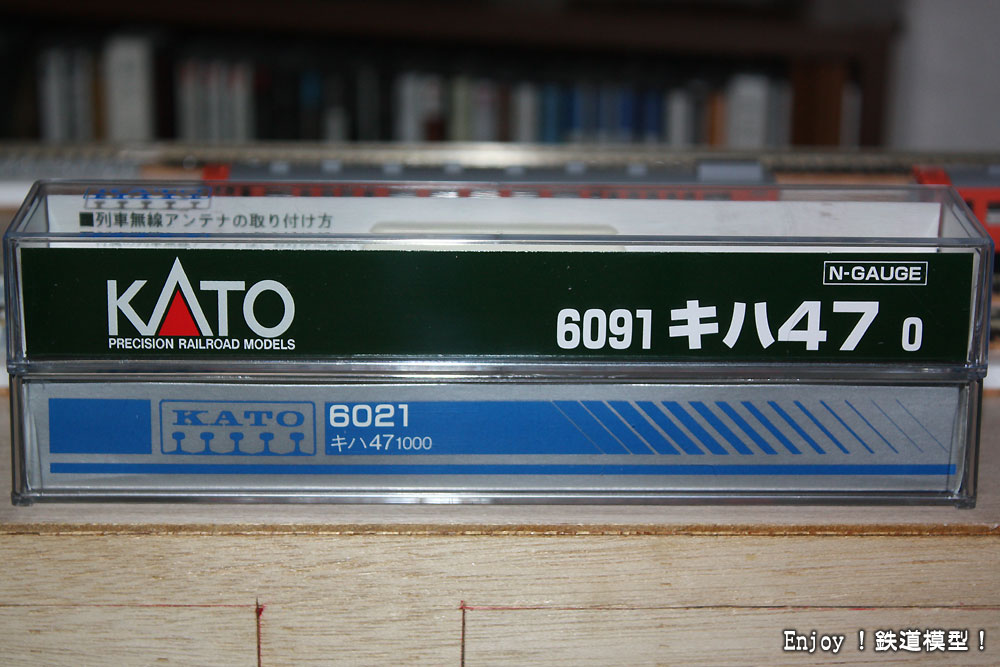 ■列車無線アンテナの取り付け方
N-GAUGE
KATO
PRECISION RAILROAD MODELS
6091 キハ47 0
KATO
6021
キハ47 1000
Enjoy ! 鉄道模型 !